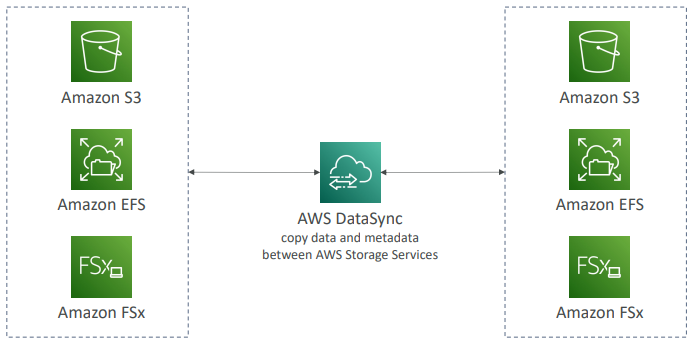 Amazon S3
Amazon EFS
FSx
Amazon FSx
AWS DataSync
copy data and metadata
between AWS Storage Services
Amazon S3
Amazon EFS
FSx
Amazon FSx